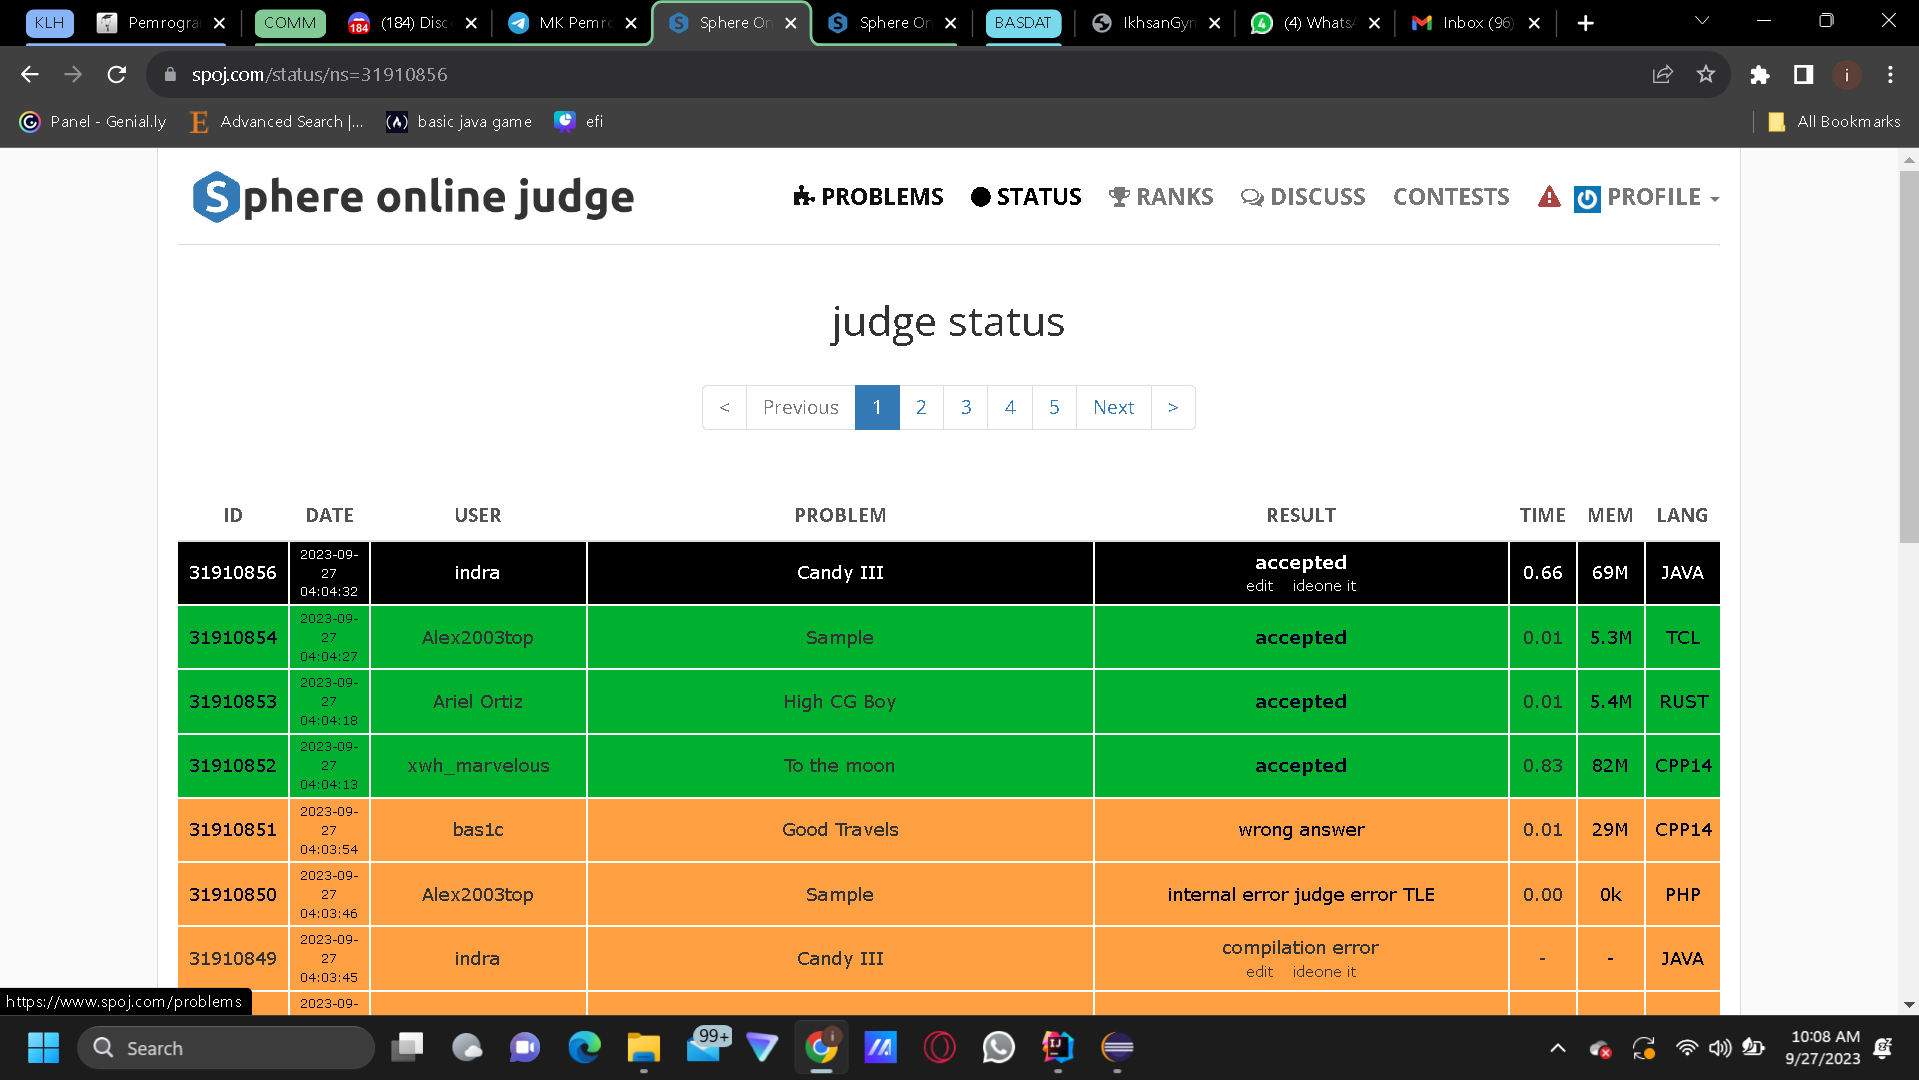 KLH
Pemrogra
COMM
184
(184) Disc
MK Pemr
Sphere On
Sphere On
BASDAT
IkhsanGyn
4
(4) Whats
Inbox (96)
spoj.com/status/ns=31910856
i
Panel - Genial.ly
Advanced Search |...
basic java game
efi
All Bookmarks
Sphere online judge
PROBLEMS
STATUS
RANKS
DISCUSS
CONTESTS
PROFILE
judge status
< Previous 1 2 3 4 5 Next >
ID DATE USER PROBLEM RESULT TIME MEM LANG
31910856 2023-09-27 04:04:32 indra Candy III accepted edit ideone it 0.66 69M JAVA
31910854 2023-09-27 04:04:27 Alex2003top Sample accepted 0.01 5.3M TCL
31910853 2023-09-27 04:04:18 Ariel Ortiz High CG Boy accepted 0.01 5.4M RUST
31910852 2023-09-27 04:04:13 xwh_marvelous To the moon accepted 0.83 82M CPP14
31910851 2023-09-27 04:03:54 bas1c Good Travels wrong answer 0.01 29M CPP14
31910850 2023-09-27 04:03:46 Alex2003top Sample internal error judge error TLE 0.00 0k PHP
31910849 2023-09-27 04:03:45 indra Candy III compilation error edit ideone it - - JAVA
2023-09-
https://www.spoj.com/problems
Search
99+
10:08 AM
9/27/2023